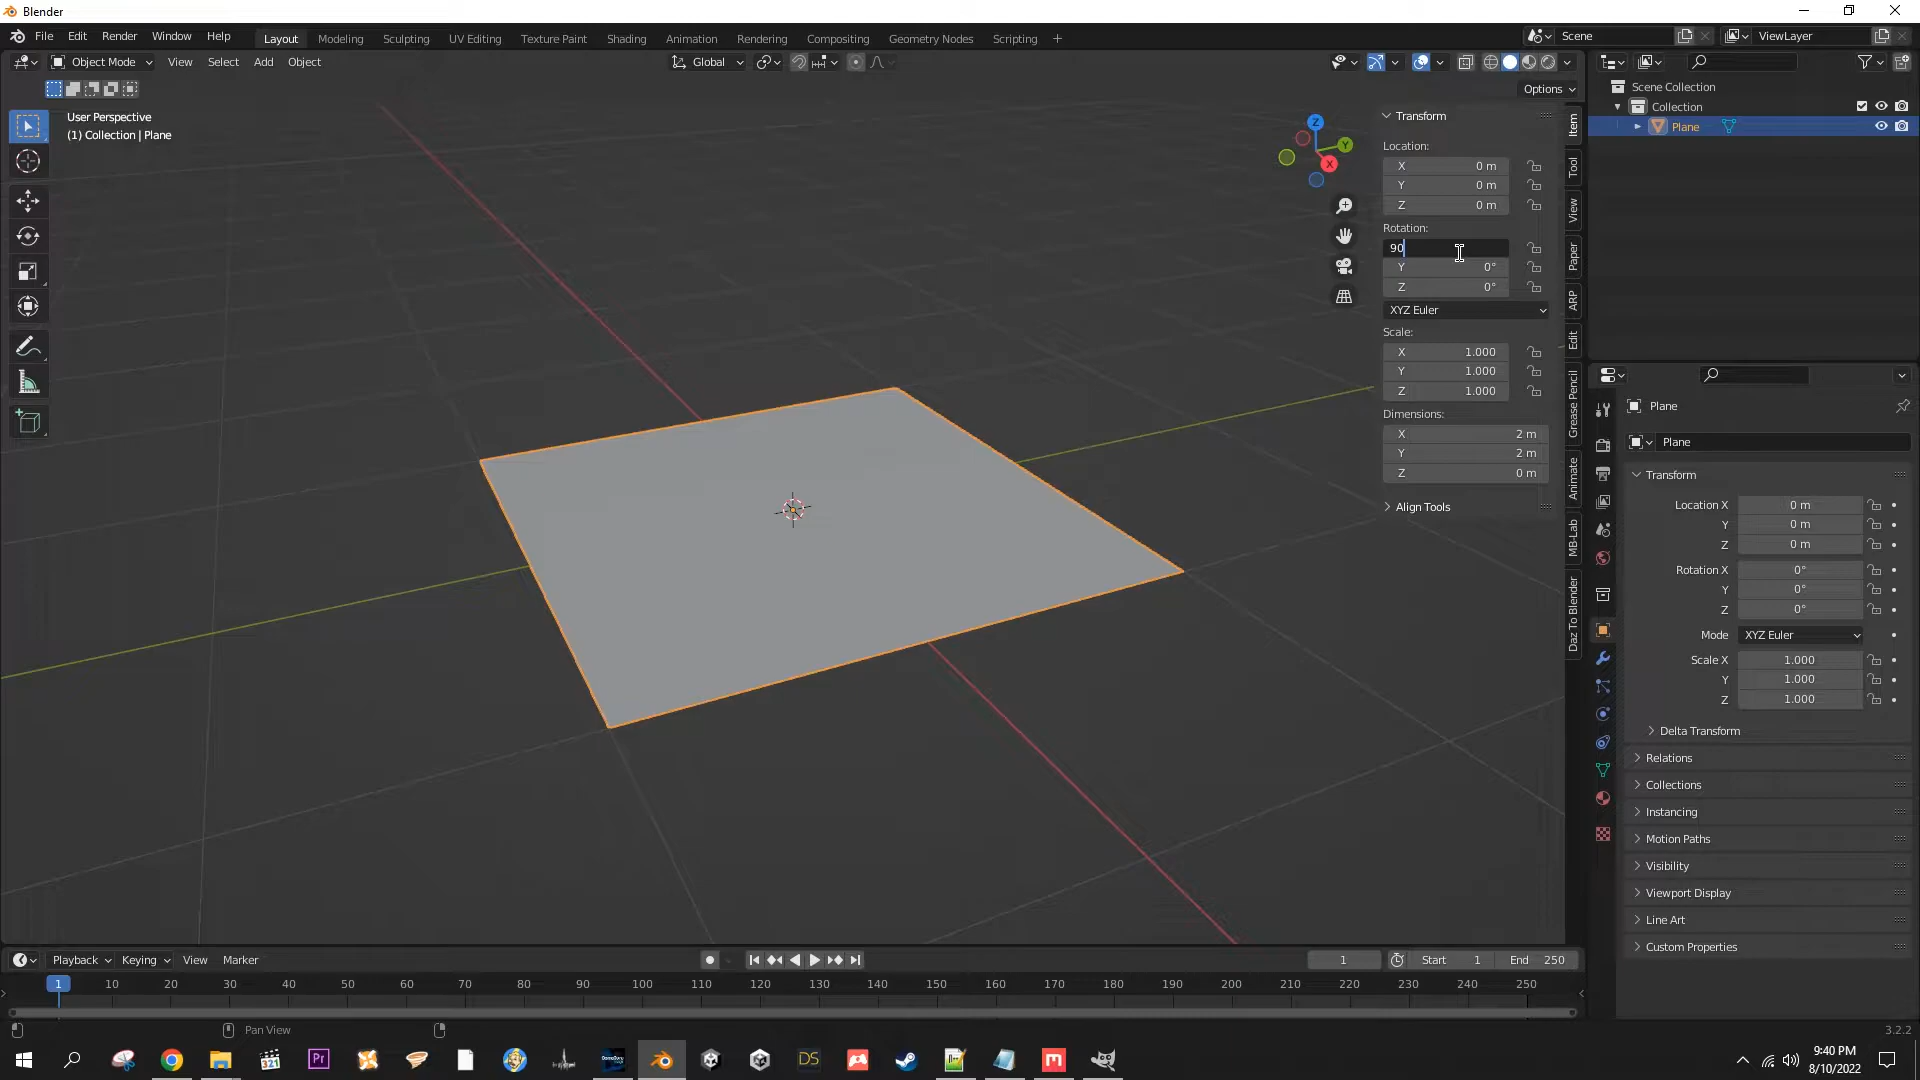 Blender
File Edit Render Window Help
Layout Modeling Sculpting UV Editing Texture Paint Shading Animation Rendering Compositing Geometry Nodes Scripting +
Scene
ViewLayer
Object Mode View Select Add Object
Global
Options
User Perspective
(1) Collection | Plane
Z
Y
X
Transform
Location:
X 0 m
Y 0 m
Z 0 m
Rotation:
90
Y 0°
Z 0°
XYZ Euler
Scale:
X 1.000
Y 1.000
Z 1.000
Dimensions:
X 2 m
Y 2 m
Z 0 m
Align Tools
Item
Tool
View
Paper
ARP
Edit
Grease Pencil
Animate
MB-Lab
Daz To Blender
Scene Collection
Collection
Plane
Plane
Plane
Transform
Location X 0 m
Y 0 m
Z 0 m
Rotation X 0°
Y 0°
Z 0°
Mode XYZ Euler
Scale X 1.000
Y 1.000
Z 1.000
Delta Transform
Relations
Collections
Instancing
Motion Paths
Visibility
Viewport Display
Line Art
Custom Properties
Playback Keying View Marker
1 Start 1 End 250
1 10 20 30 40 50 60 70 80 90 100 110 120 130 140 150 160 170 180 190 200 210 220 230 240 250
Pan View
3.2.2
321
Pr
DS
9:40 PM
8/10/2022